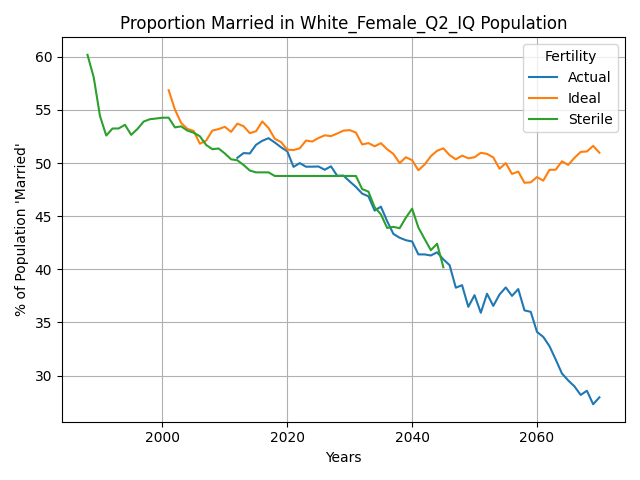 Proportion Married in White_Female_Q2_IQ Population
% of Population 'Married'
60
55
50
45
40
35
30
Fertility
Actual
Ideal
Sterile
2000 2020 2040 2060
Years